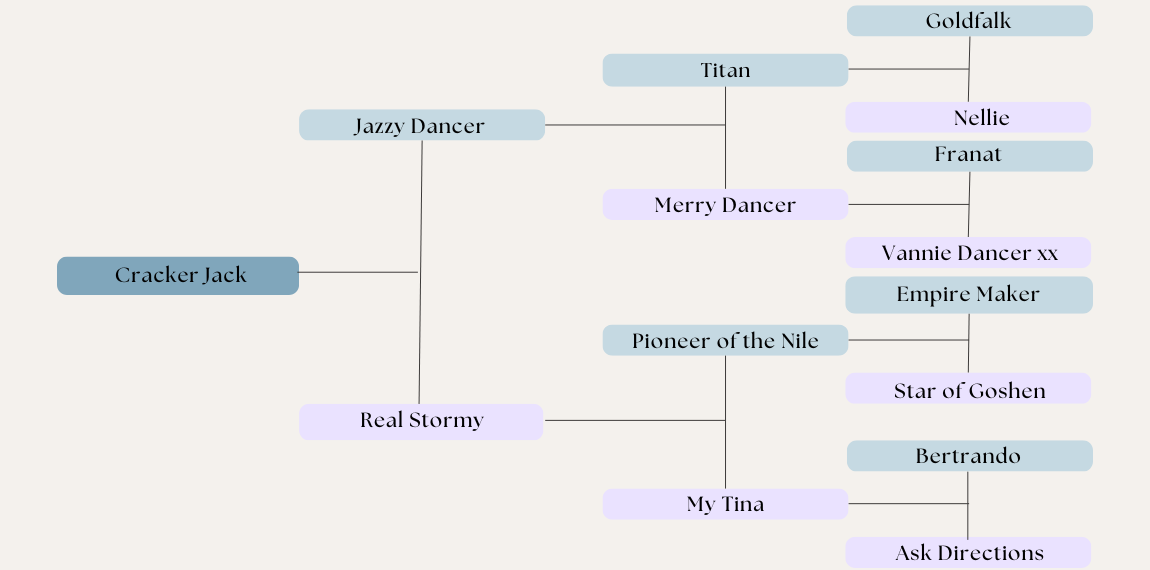 Goldfalk
Titan
Nellie
Jazzy Dancer
Franat
Merry Dancer
Vannie Dancer xx
Cracker Jack
Empire Maker
Pioneer of the Nile
Star of Goshen
Real Stormy
Bertrando
My Tina
Ask Directions